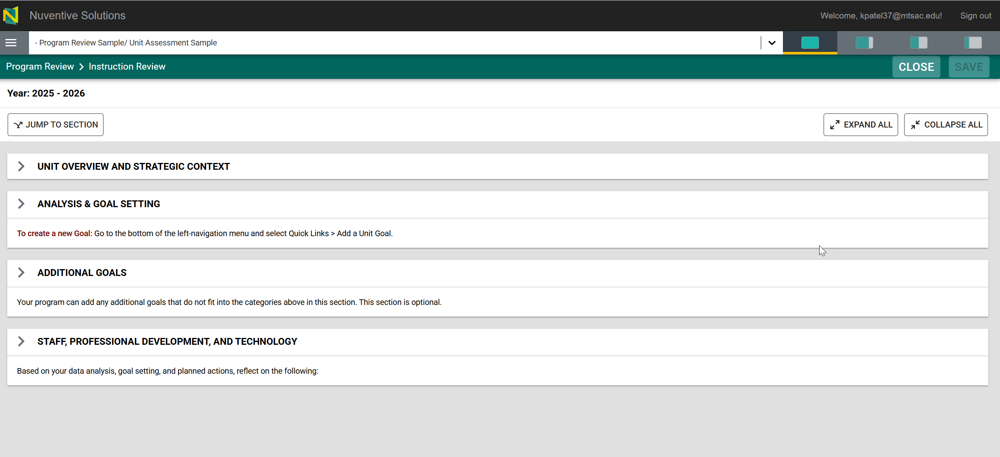 Nuventive Solutions
Welcome, kpatel37@mtsac.edu! Sign out
- Program Review Sample/ Unit Assessment Sample
Program Review > Instruction Review
CLOSE SAVE
Year: 2025 - 2026
JUMP TO SECTION
EXPAND ALL COLLAPSE ALL
UNIT OVERVIEW AND STRATEGIC CONTEXT
ANALYSIS & GOAL SETTING
To create a new Goal: Go to the bottom of the left-navigation menu and select Quick Links > Add a Unit Goal.
ADDITIONAL GOALS
Your program can add any additional goals that do not fit into the categories above in this section. This section is optional.
STAFF, PROFESSIONAL DEVELOPMENT, AND TECHNOLOGY
Based on your data analysis, goal setting, and planned actions, reflect on the following: